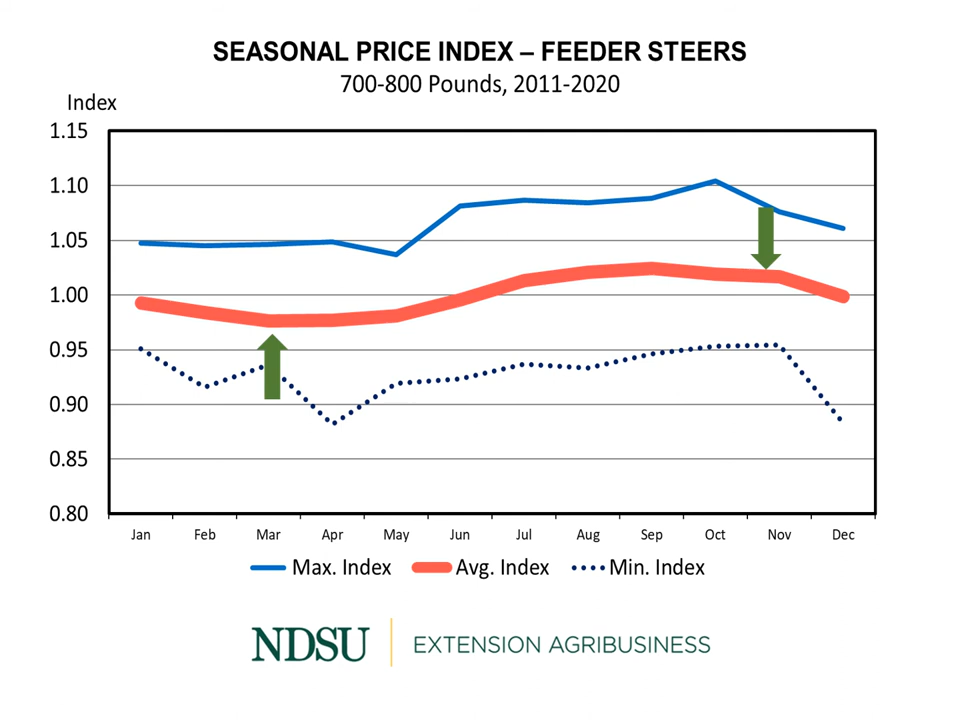 SEASONAL PRICE INDEX – FEEDER STEERS
700-800 Pounds, 2011-2020
Index
1.15
1.10
1.05
1.00
0.95
0.90
0.85
0.80
Jan Feb Mar Apr May Jun Jul Aug Sep Oct Nov Dec
Max. Index Avg. Index Min. Index
NDSU EXTENSION AGRIBUSINESS